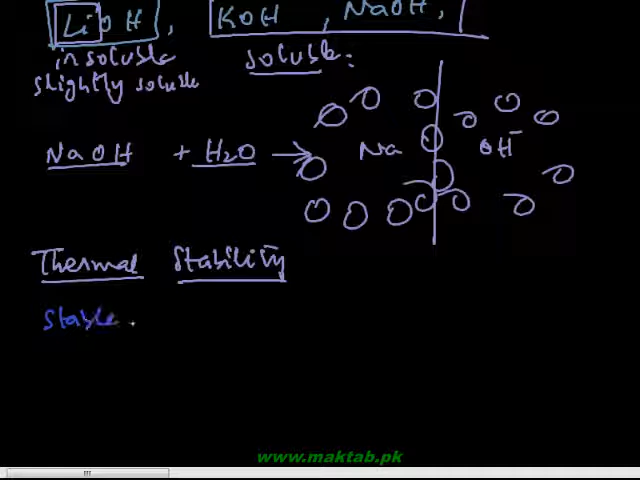 LiOH, KOH, NaOH,
insoluble soluble:
slightly soluble
NaOH + H2O → Na OH⁻
Thermal Stability
Stable
www.maktab.pk